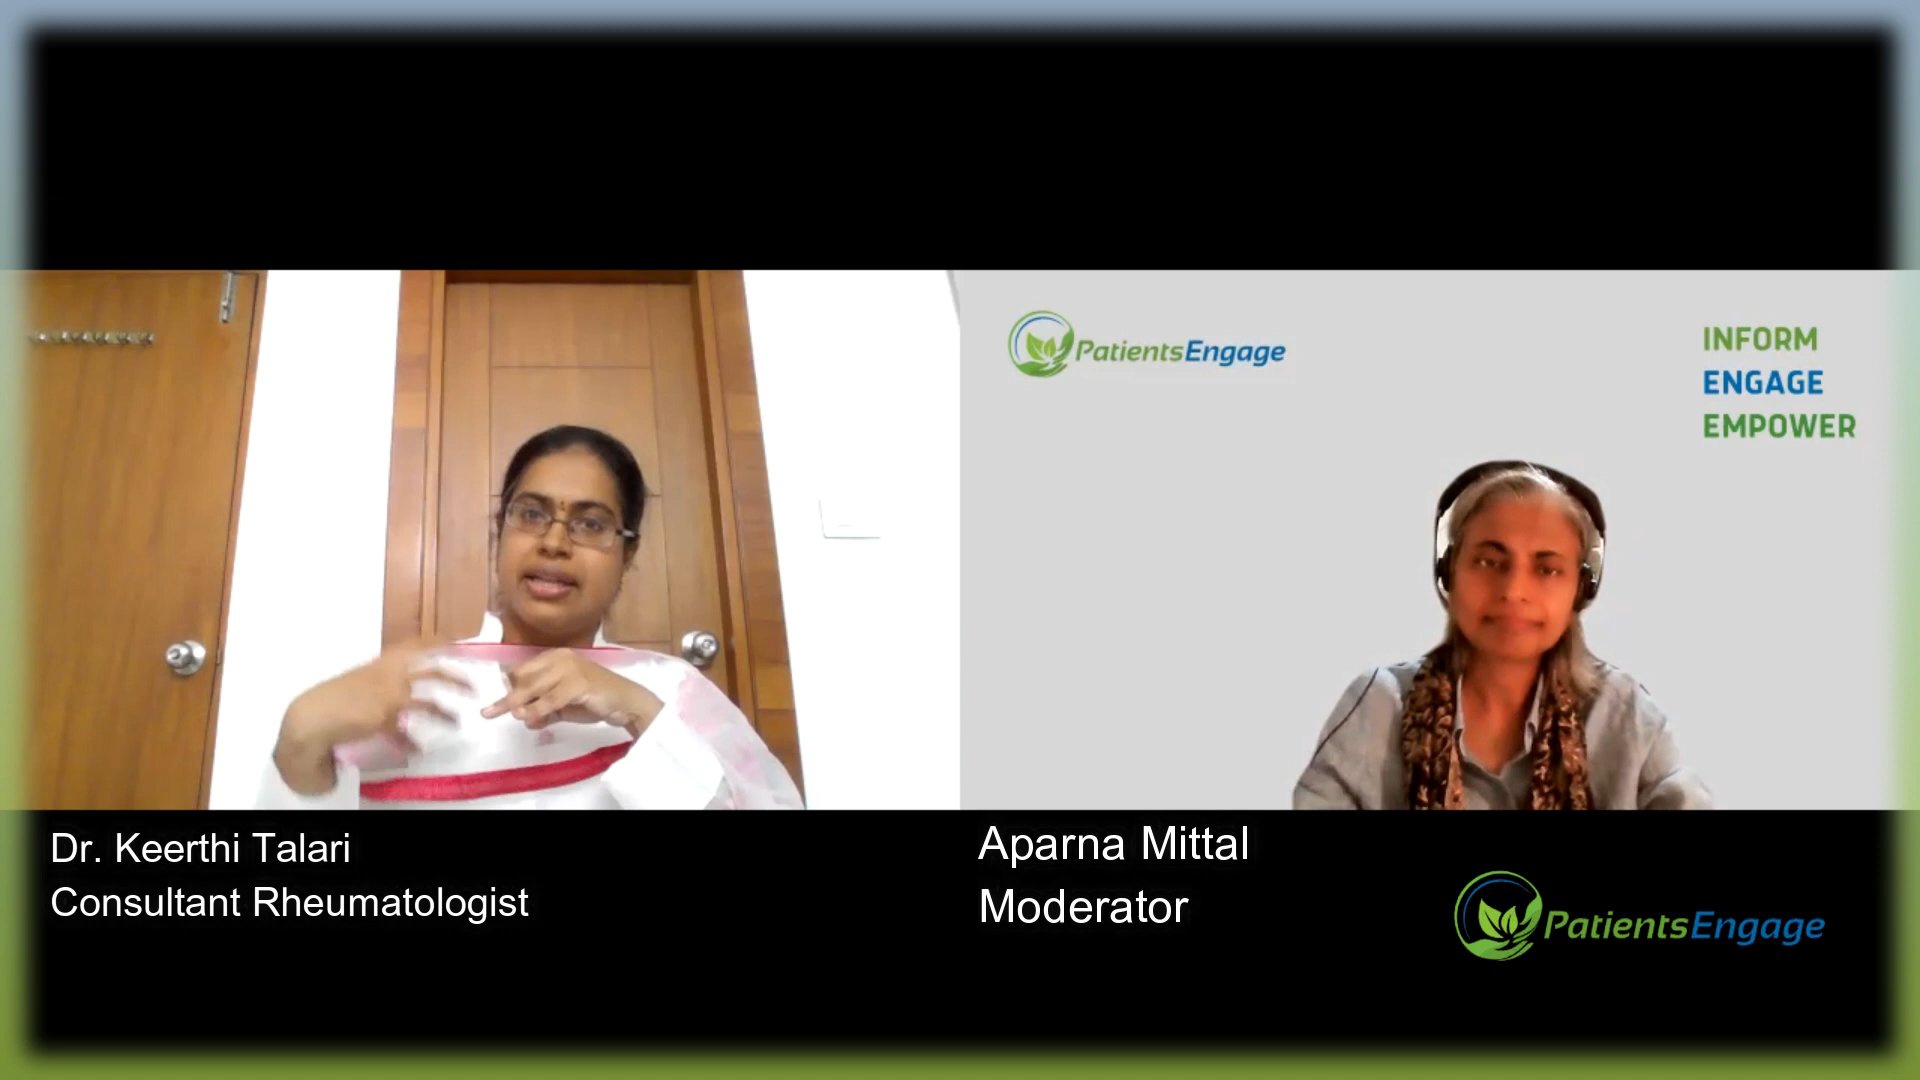 PatientsEngage
INFORM
ENGAGE
EMPOWER
Dr. Keerthi Talari
Consultant Rheumatologist
Aparna Mittal
Moderator
PatientsEngage